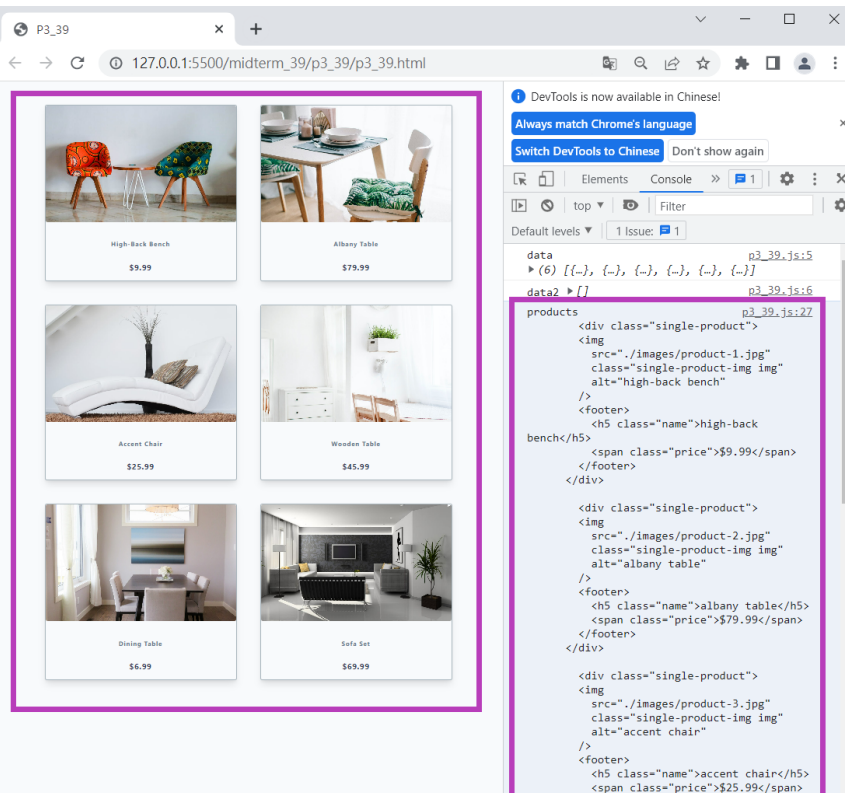 P3_39
127.0.0.1:5500/midterm_39/p3_39/p3_39.html
High-Back Bench
$9.99
Albany Table
$79.99
Accent Chair
$25.99
Wooden Table
$45.99
Dining Table
$6.99
Sofa Set
$69.99
DevTools is now available in Chinese!
Always match Chrome's language
Switch DevTools to Chinese Don't show again
Elements Console » 1
top ▼ Filter
Default levels ▼ 1 Issue: 1
data p3_39.js:5
▶ (6) [{…}, {…}, {…}, {…}, {…}, {…}]
data2 ▶ [] p3_39.js:6
products p3_39.js:27
<div class="single-product">
<img
src="./images/product-1.jpg"
class="single-product-img img"
alt="high-back bench"
/>
<footer>
<h5 class="name">high-back
bench</h5>
<span class="price">$9.99</span>
</footer>
</div>
<div class="single-product">
<img
src="./images/product-2.jpg"
class="single-product-img img"
alt="albany table"
/>
<footer>
<h5 class="name">albany table</h5>
<span class="price">$79.99</span>
</footer>
</div>
<div class="single-product">
<img
src="./images/product-3.jpg"
class="single-product-img img"
alt="accent chair"
/>
<footer>
<h5 class="name">accent chair</h5>
<span class="price">$25.99</span>